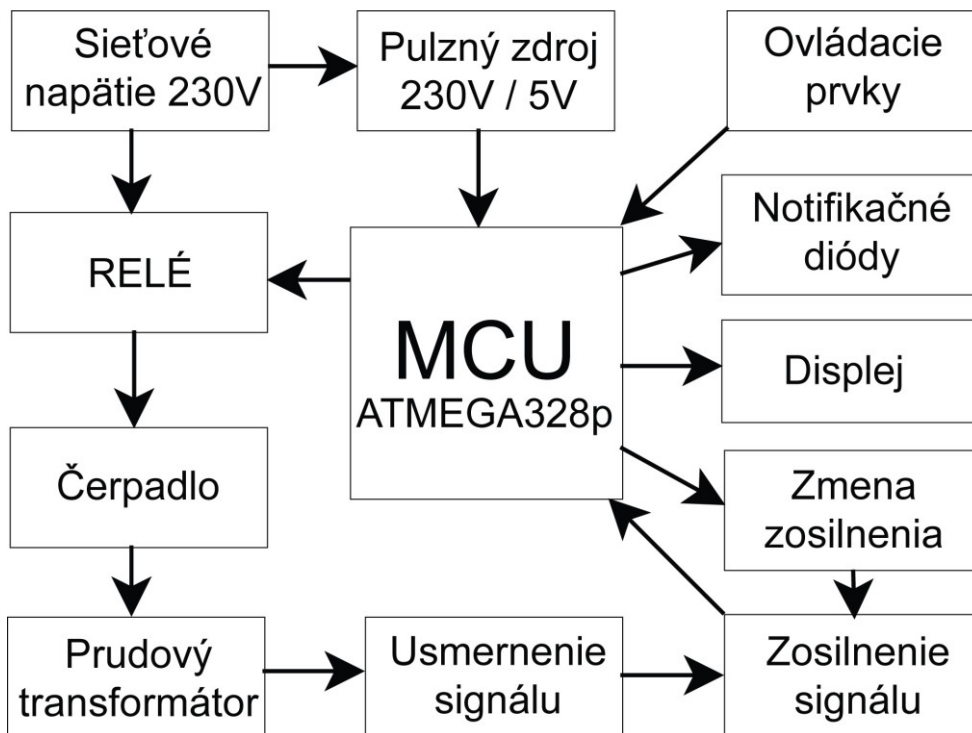 Sieťové
napätie 230V
Pulzný zdroj
230V / 5V
Ovládacie
prvky
Notifikačné
diódy
RELÉ
MCU
ATMEGA328p
Displej
Čerpadlo
Zmena
zosilnenia
Prudový
transformátor
Usmernenie
signálu
Zosilnenie
signálu